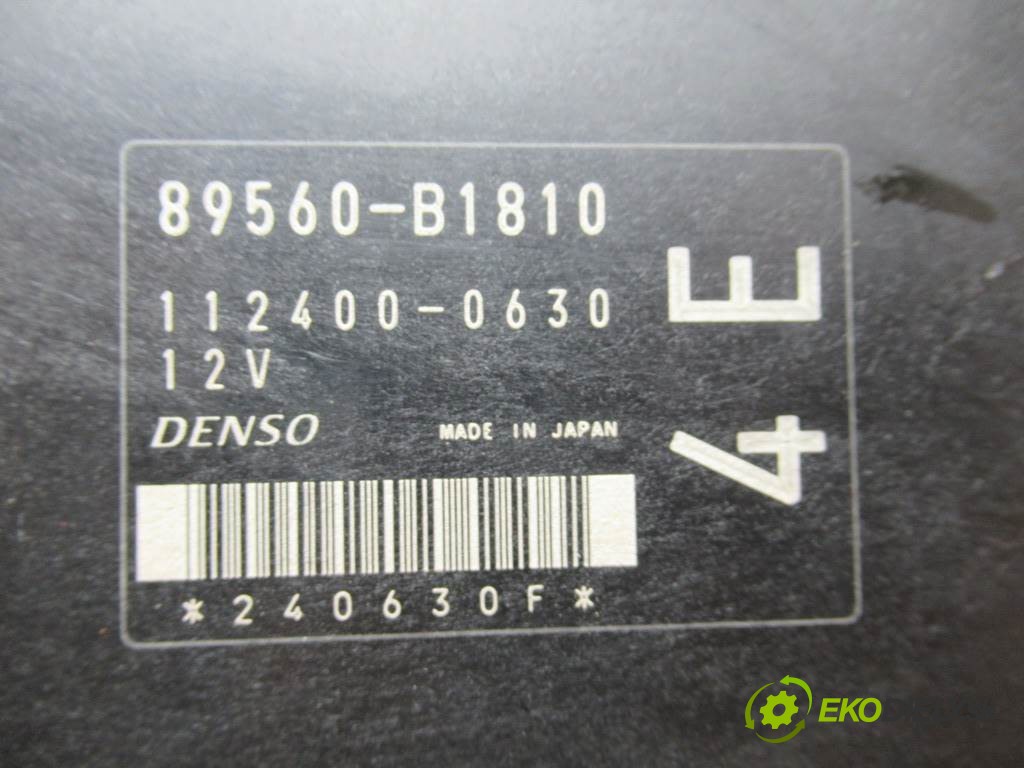 89560-B1810
112400-0630
12V
DENSO MADE IN JAPAN
*240630F*
4E
EKO